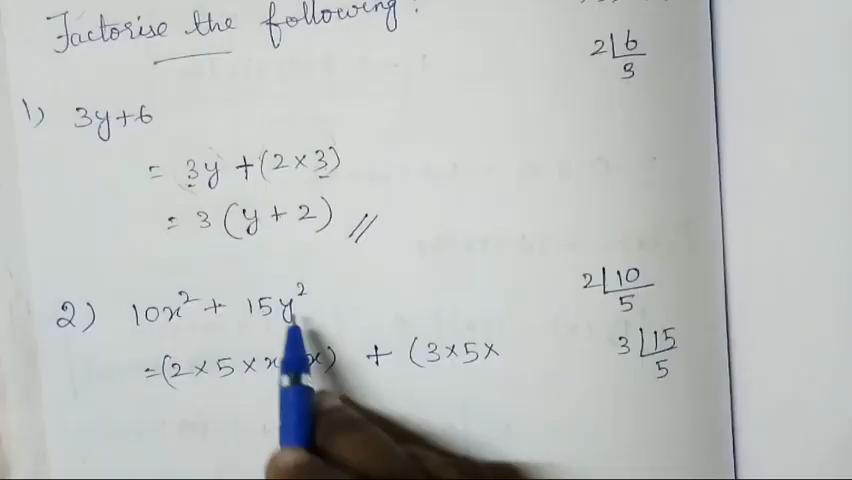 Factorise the following:
2 6
3
1) 3y+6
= 3y + (2×3)
= 3 (y + 2) //
2) 10x² + 15y²
2 10
5
=(2×5×x×x) + (3×5×
3 15
5